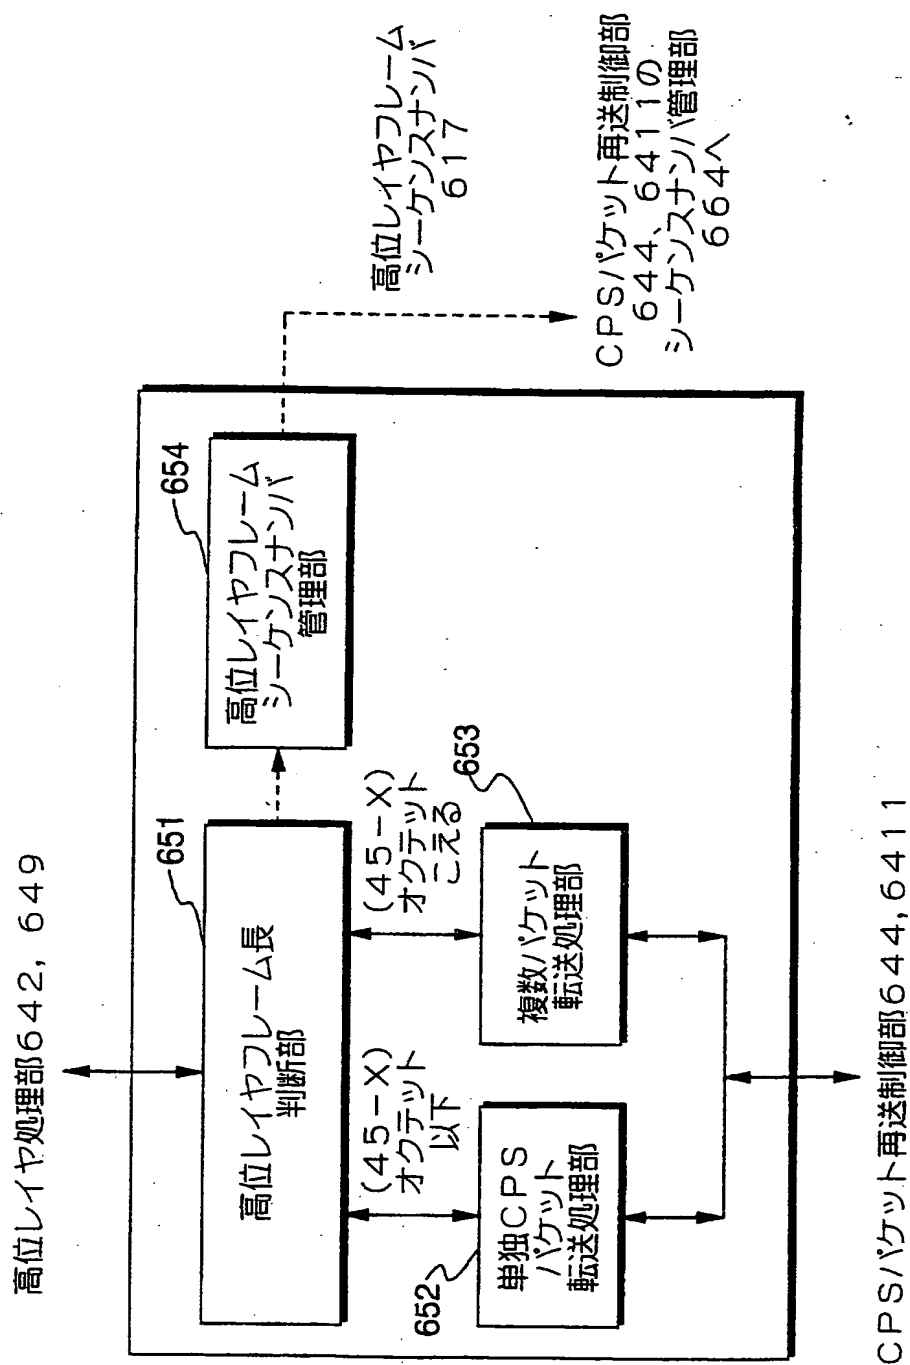 高位レイヤ処理部642, 649
651
高位レイヤフレーム長
判断部
654
高位レイヤフレーム
シーケンスナンバ
管理部
高位レイヤフレーム
シーケンスナンバ
617
(45-X)
オクテット
以下
(45-X)
オクテット
こえる
652
単独CPS
パケット
転送処理部
653
複数パケット
転送処理部
CPSパケット再送制御部
644、6411の
シーケンスナンバ管理部
664へ
CPSパケット再送制御部644,6411